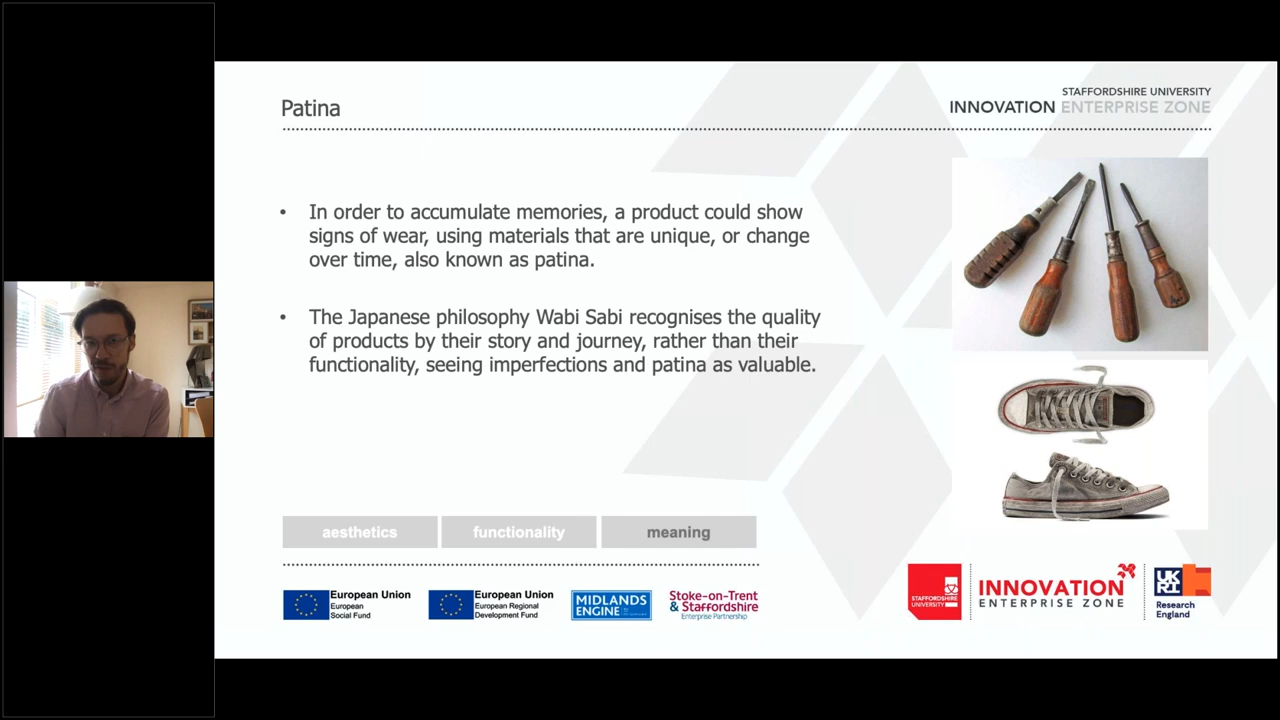 STAFFORDSHIRE UNIVERSITY
INNOVATION ENTERPRISE ZONE
Patina
• In order to accumulate memories, a product could show
signs of wear, using materials that are unique, or change
over time, also known as patina.
• The Japanese philosophy Wabi Sabi recognises the quality
of products by their story and journey, rather than their
functionality, seeing imperfections and patina as valuable.
aesthetics
functionality
meaning
European Union
European
Social Fund
European Union
European Regional
Development Fund
MIDLANDS
ENGINE
Stoke-on-Trent
& Staffordshire
Enterprise Partnership
STAFFORDSHIRE
UNIVERSITY
INNOVATION
ENTERPRISE ZONE
UK
RI
Research
England